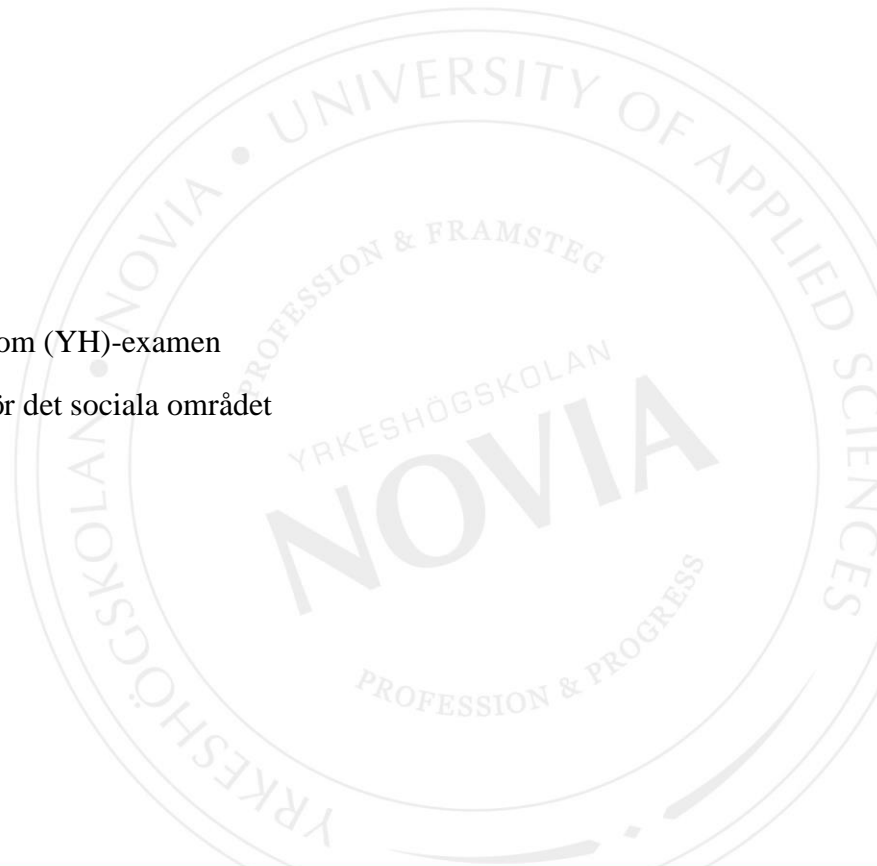 YRKESHÖGSKOLAN • NOVIA • UNIVERSITY OF APPLIED SCIENCES
PROFESSION & FRAMSTEG
om (YH)-examen
ör det sociala området
YRKESHÖGSKOLAN
NOVIA
PROFESSION & PROGRESS